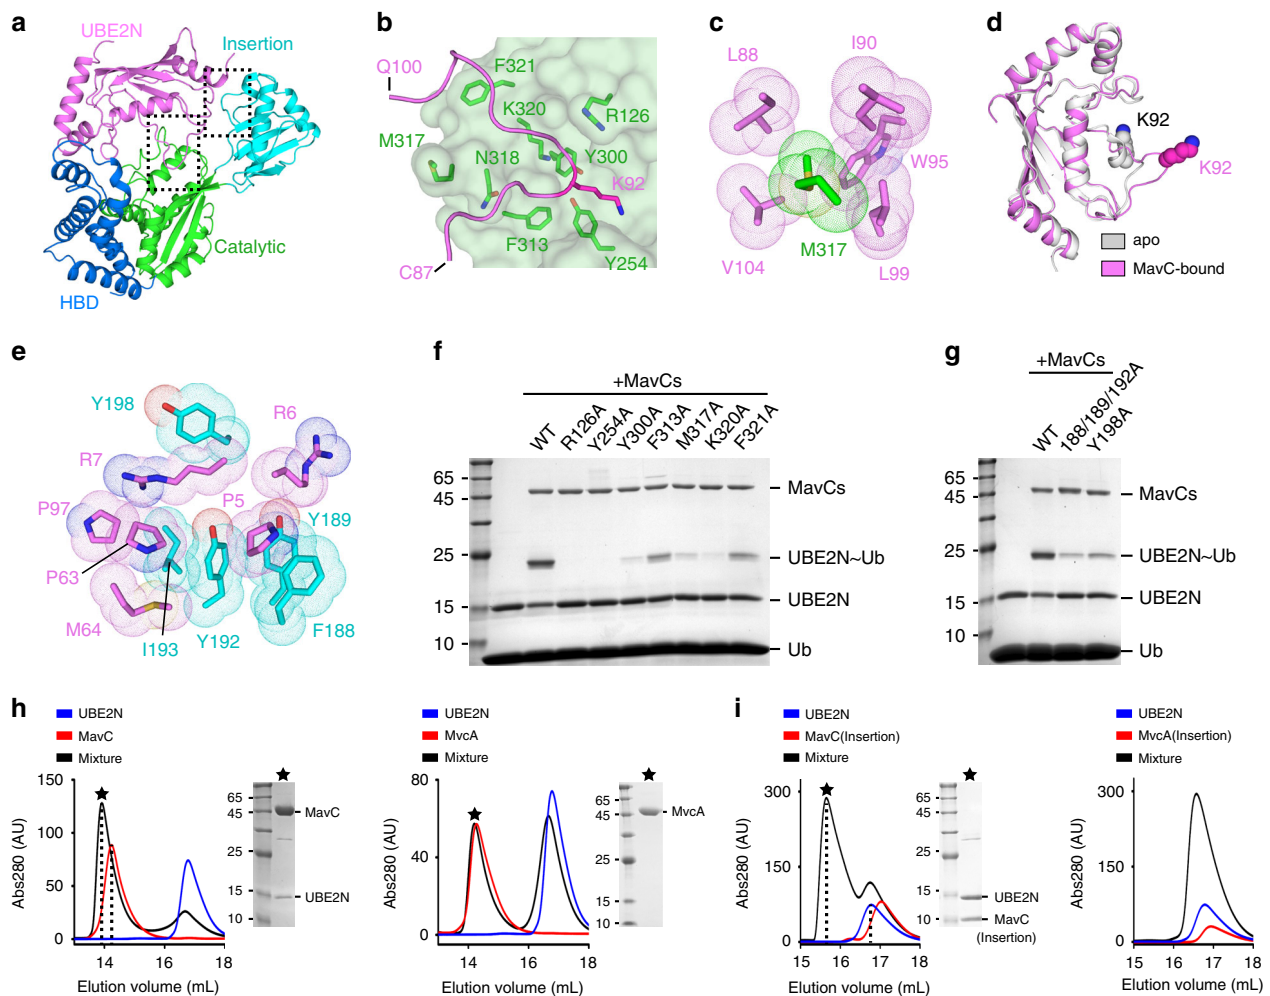 a
UBE2N
Insertion
Catalytic
HBD
b
Q100
F321
K320
R126
M317
N318
Y300
K92
F313
C87
Y254
c
L88
I90
W95
V104
M317
L99
d
K92
K92
apo
MavC-bound
e
Y198
R6
R7
P97
P5
Y189
P63
M64
I193
Y192
F188
f
+MavCs
WT
R126A
Y254A
Y300A
F313A
M317A
K320A
F321A
65
45
25
15
10
MavCs
UBE2N~Ub
UBE2N
Ub
g
+MavCs
WT
188/189/192A
Y198A
65
45
25
15
10
MavCs
UBE2N~Ub
UBE2N
Ub
h
UBE2N
MavC
Mixture
150
100
50
0
Abs280 (AU)
14 16 18
Elution volume (mL)
65
45
25
15
10
MavC
UBE2N
UBE2N
MvcA
Mixture
80
40
0
Abs280 (AU)
14 16 18
Elution volume (mL)
65
45
25
15
10
MvcA
i
UBE2N
MavC(Insertion)
Mixture
300
150
0
Abs280 (AU)
15 16 17 18
Elution volume (mL)
65
45
25
15
10
UBE2N
MavC
(Insertion)
UBE2N
MvcA(Insertion)
Mixture
300
150
0
Abs280 (AU)
15 16 17 18
Elution volume (mL)